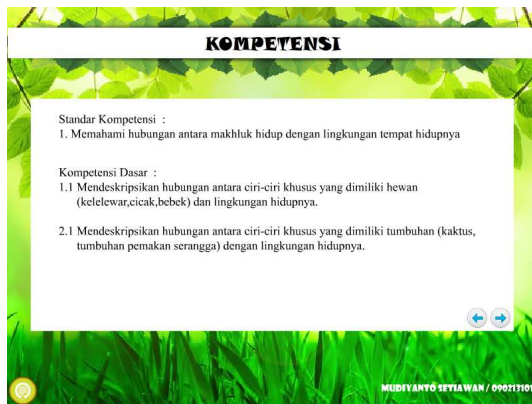 KOMPETENSI
Standar Kompetensi :
1. Memahami hubungan antara makhluk hidup dengan lingkungan tempat hidupnya
Kompetensi Dasar :
1.1 Mendeskripsikan hubungan antara ciri-ciri khusus yang dimiliki hewan
(kelelewar,cicak,bebek) dan lingkungan hidupnya.
2.1 Mendeskripsikan hubungan antara ciri-ciri khusus yang dimiliki tumbuhan (kaktus,
tumbuhan pemakan serangga) dengan lingkungan hidupnya.
MUDIYANTO SETIAWAN / 090213101